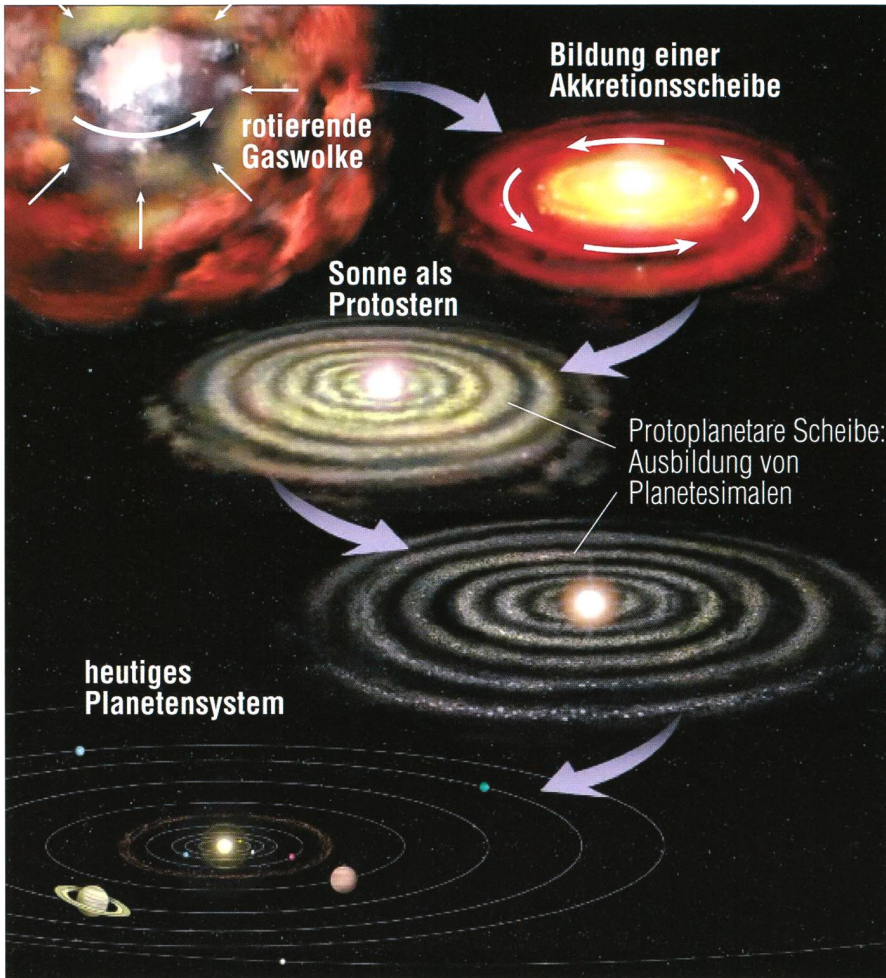 rotierende
Gaswolke
Bildung einer
Akkretionsscheibe
Sonne als
Protostern
Protoplanetare Scheibe:
Ausbildung von
Planetesimalen
heutiges
Planetensystem